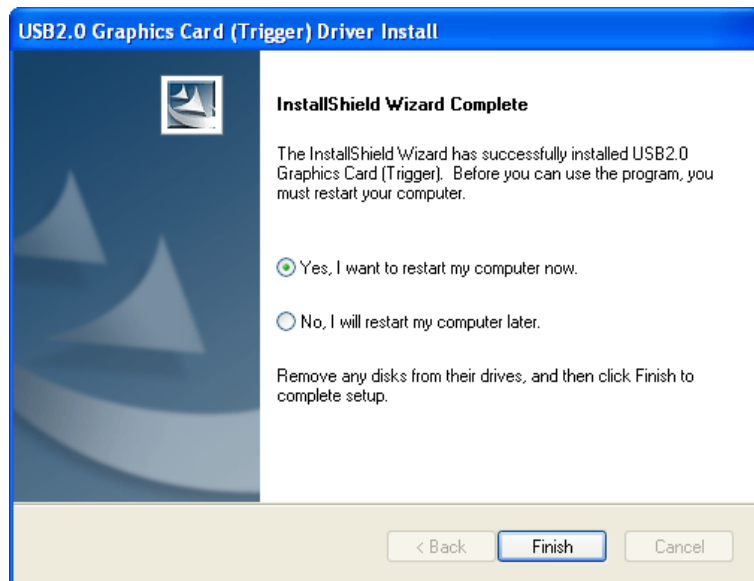 USB2.0 Graphics Card (Trigger) Driver Install
InstallShield Wizard Complete
The InstallShield Wizard has successfully installed USB2.0
Graphics Card (Trigger). Before you can use the program, you
must restart your computer.
Yes, I want to restart my computer now.
No, I will restart my computer later.
Remove any disks from their drives, and then click Finish to
complete setup.
< Back Finish Cancel